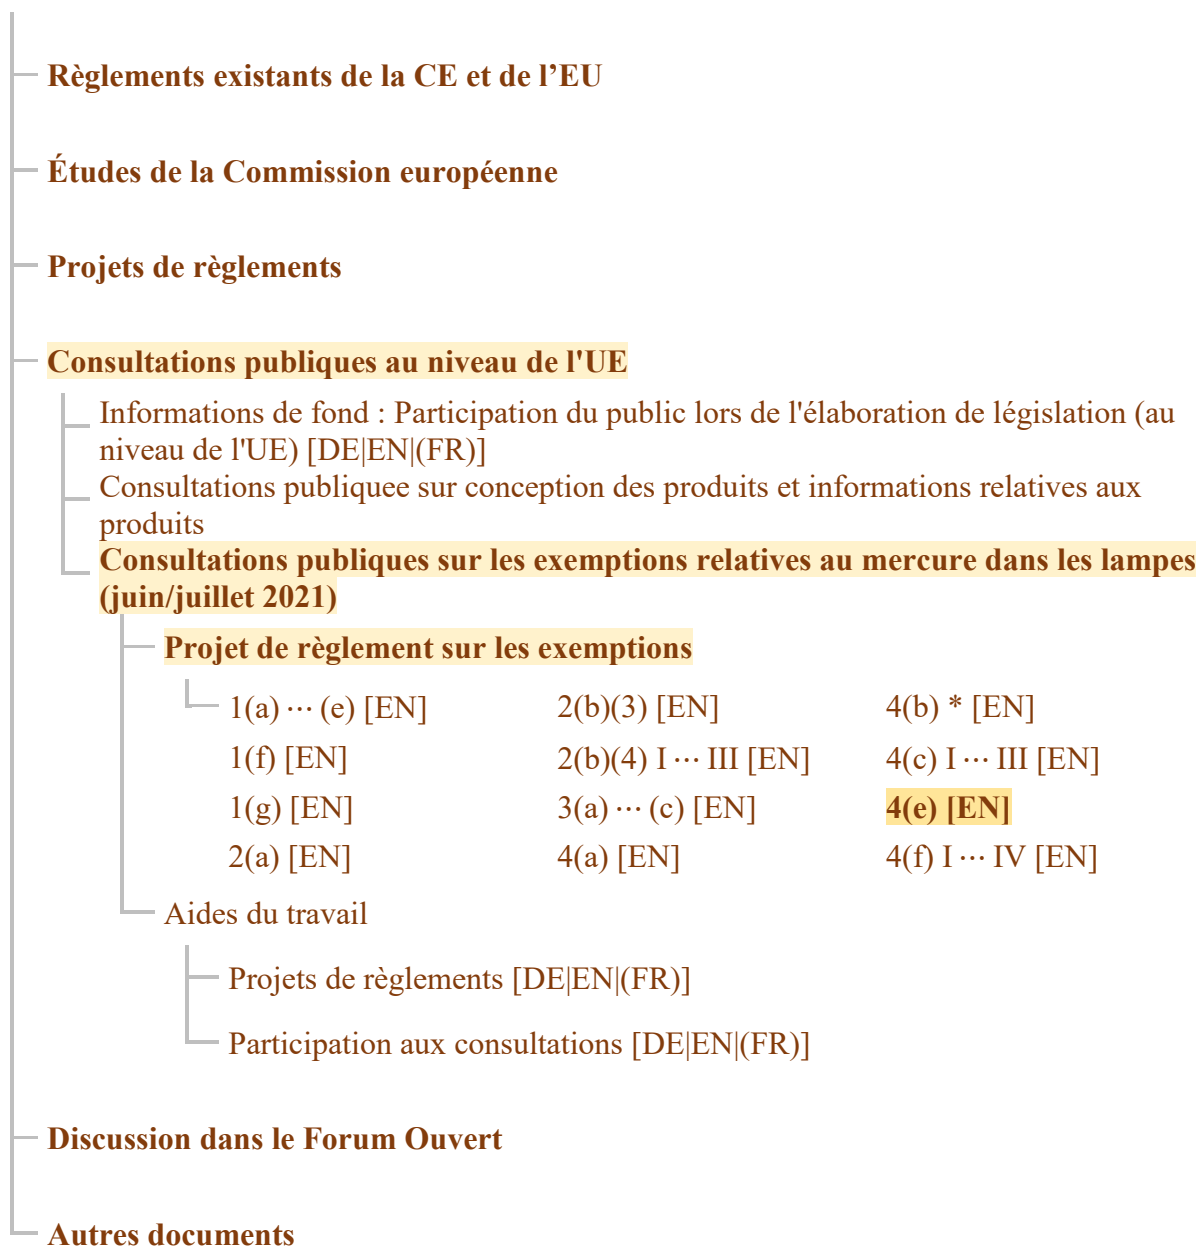 Règlements existants de la CE et de l’EU
Études de la Commission européenne
Projets de règlements
Consultations publiques au niveau de l'UE
Informations de fond : Participation du public lors de l'élaboration de législation (au
niveau de l'UE) [DE|EN|(FR)]
Consultations publiquee sur conception des produits et informations relatives aux
produits
Consultations publiques sur les exemptions relatives au mercure dans les lampes
(juin/juillet 2021)
Projet de règlement sur les exemptions
1(a) ··· (e) [EN] 2(b)(3) [EN] 4(b) * [EN]
1(f) [EN] 2(b)(4) I ··· III [EN] 4(c) I ··· III [EN]
1(g) [EN] 3(a) ··· (c) [EN] 4(e) [EN]
2(a) [EN] 4(a) [EN] 4(f) I ··· IV [EN]
Aides du travail
Projets de règlements [DE|EN|(FR)]
Participation aux consultations [DE|EN|(FR)]
Discussion dans le Forum Ouvert
Autres documents